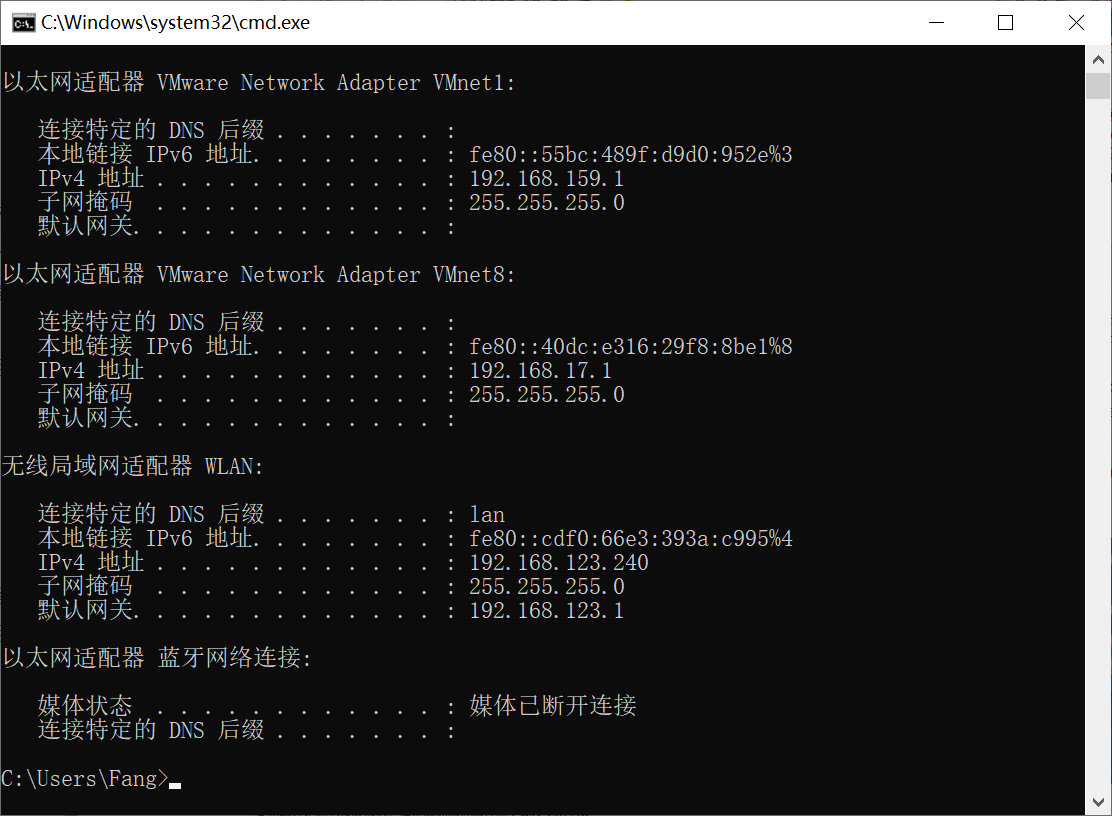 C:\Windows\system32\cmd.exe
以太网适配器 VMware Network Adapter VMnet1:
连接特定的 DNS 后缀 . . . . . . . :
本地链接 IPv6 地址. . . . . . . . : fe80::55bc:489f:d9d0:952e%3
IPv4 地址 . . . . . . . . . . . . : 192.168.159.1
子网掩码  . . . . . . . . . . . . : 255.255.255.0
默认网关. . . . . . . . . . . . . :
以太网适配器 VMware Network Adapter VMnet8:
连接特定的 DNS 后缀 . . . . . . . :
本地链接 IPv6 地址. . . . . . . . : fe80::40dc:e316:29f8:8be1%8
IPv4 地址 . . . . . . . . . . . . : 192.168.17.1
子网掩码  . . . . . . . . . . . . : 255.255.255.0
默认网关. . . . . . . . . . . . . :
无线局域网适配器 WLAN:
连接特定的 DNS 后缀 . . . . . . . : lan
本地链接 IPv6 地址. . . . . . . . : fe80::cdf0:66e3:393a:c995%4
IPv4 地址 . . . . . . . . . . . . : 192.168.123.240
子网掩码  . . . . . . . . . . . . : 255.255.255.0
默认网关. . . . . . . . . . . . . : 192.168.123.1
以太网适配器 蓝牙网络连接:
媒体状态  . . . . . . . . . . . . : 媒体已断开连接
连接特定的 DNS 后缀 . . . . . . . :
C:\Users\Fang>